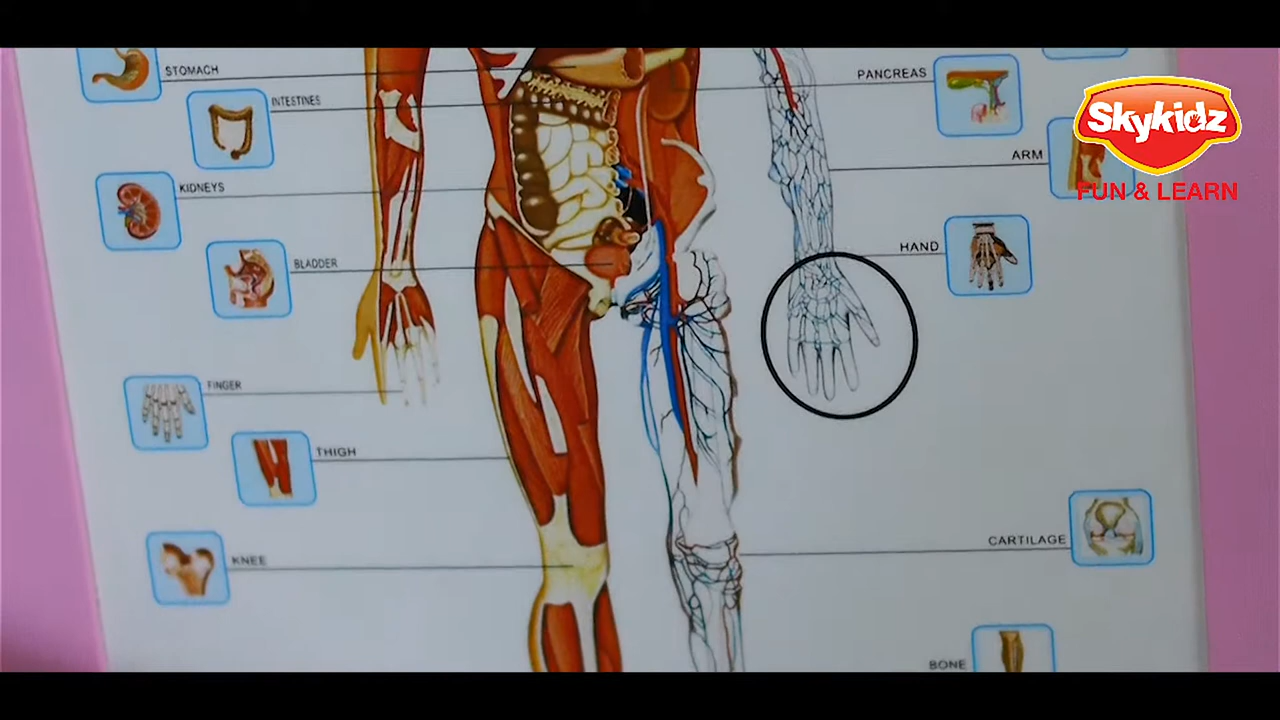 STOMACH
INTESTINES
KIDNEYS
BLADDER
FINGER
THIGH
KNEE
PANCREAS
ARM
HAND
CARTILAGE
BONE
Skykidz
FUN & LEARN